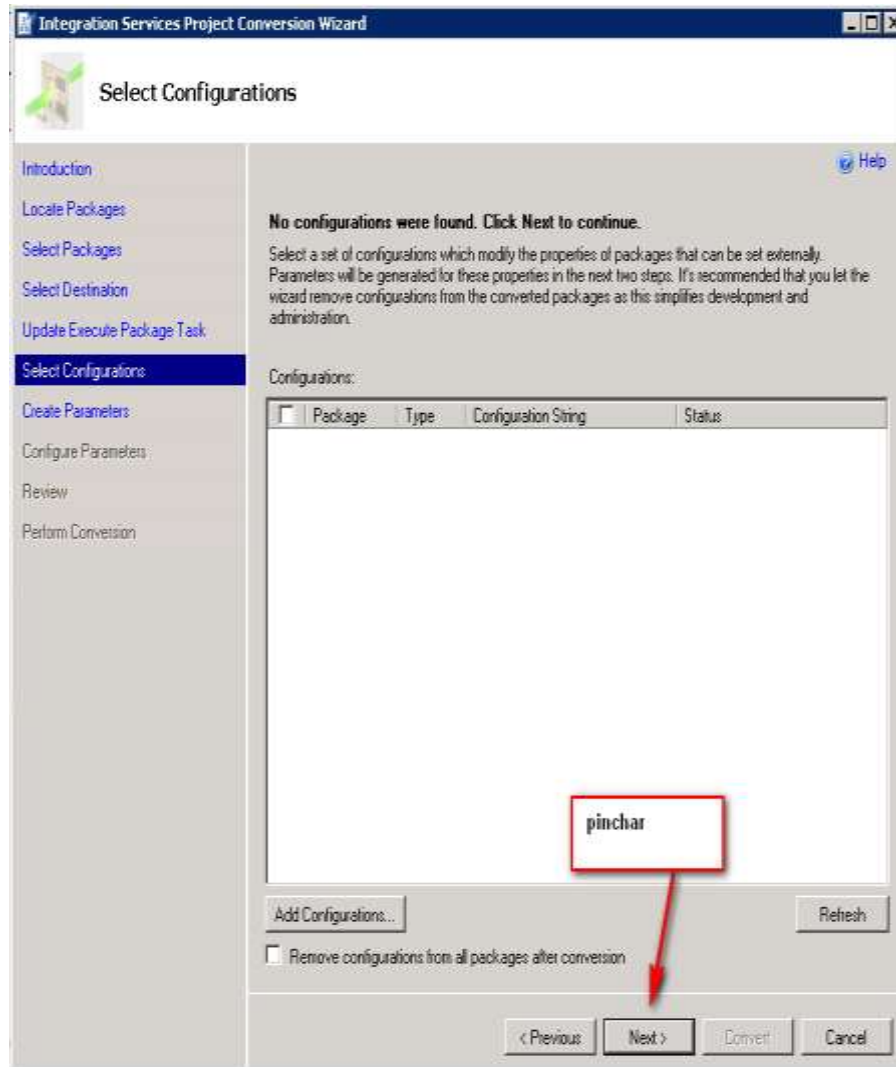 Integration Services Project Conversion Wizard
Select Configurations
Help
Introduction
Locate Packages
Select Packages
Select Destination
Update Execute Package Task
Select Configurations
Create Parameters
Configure Parameters
Review
Perform Conversion
No configurations were found. Click Next to continue.
Select a set of configurations which modify the properties of packages that can be set externally.
Parameters will be generated for these properties in the next two steps. It's recommended that you let the
wizard remove configurations from the converted packages as this simplifies development and
administration.
Configurations:
Package Type Configuration String Status
pinchar
Add Configurations... Refresh
Remove configurations from all packages after conversion
< Previous Next > Convert Cancel